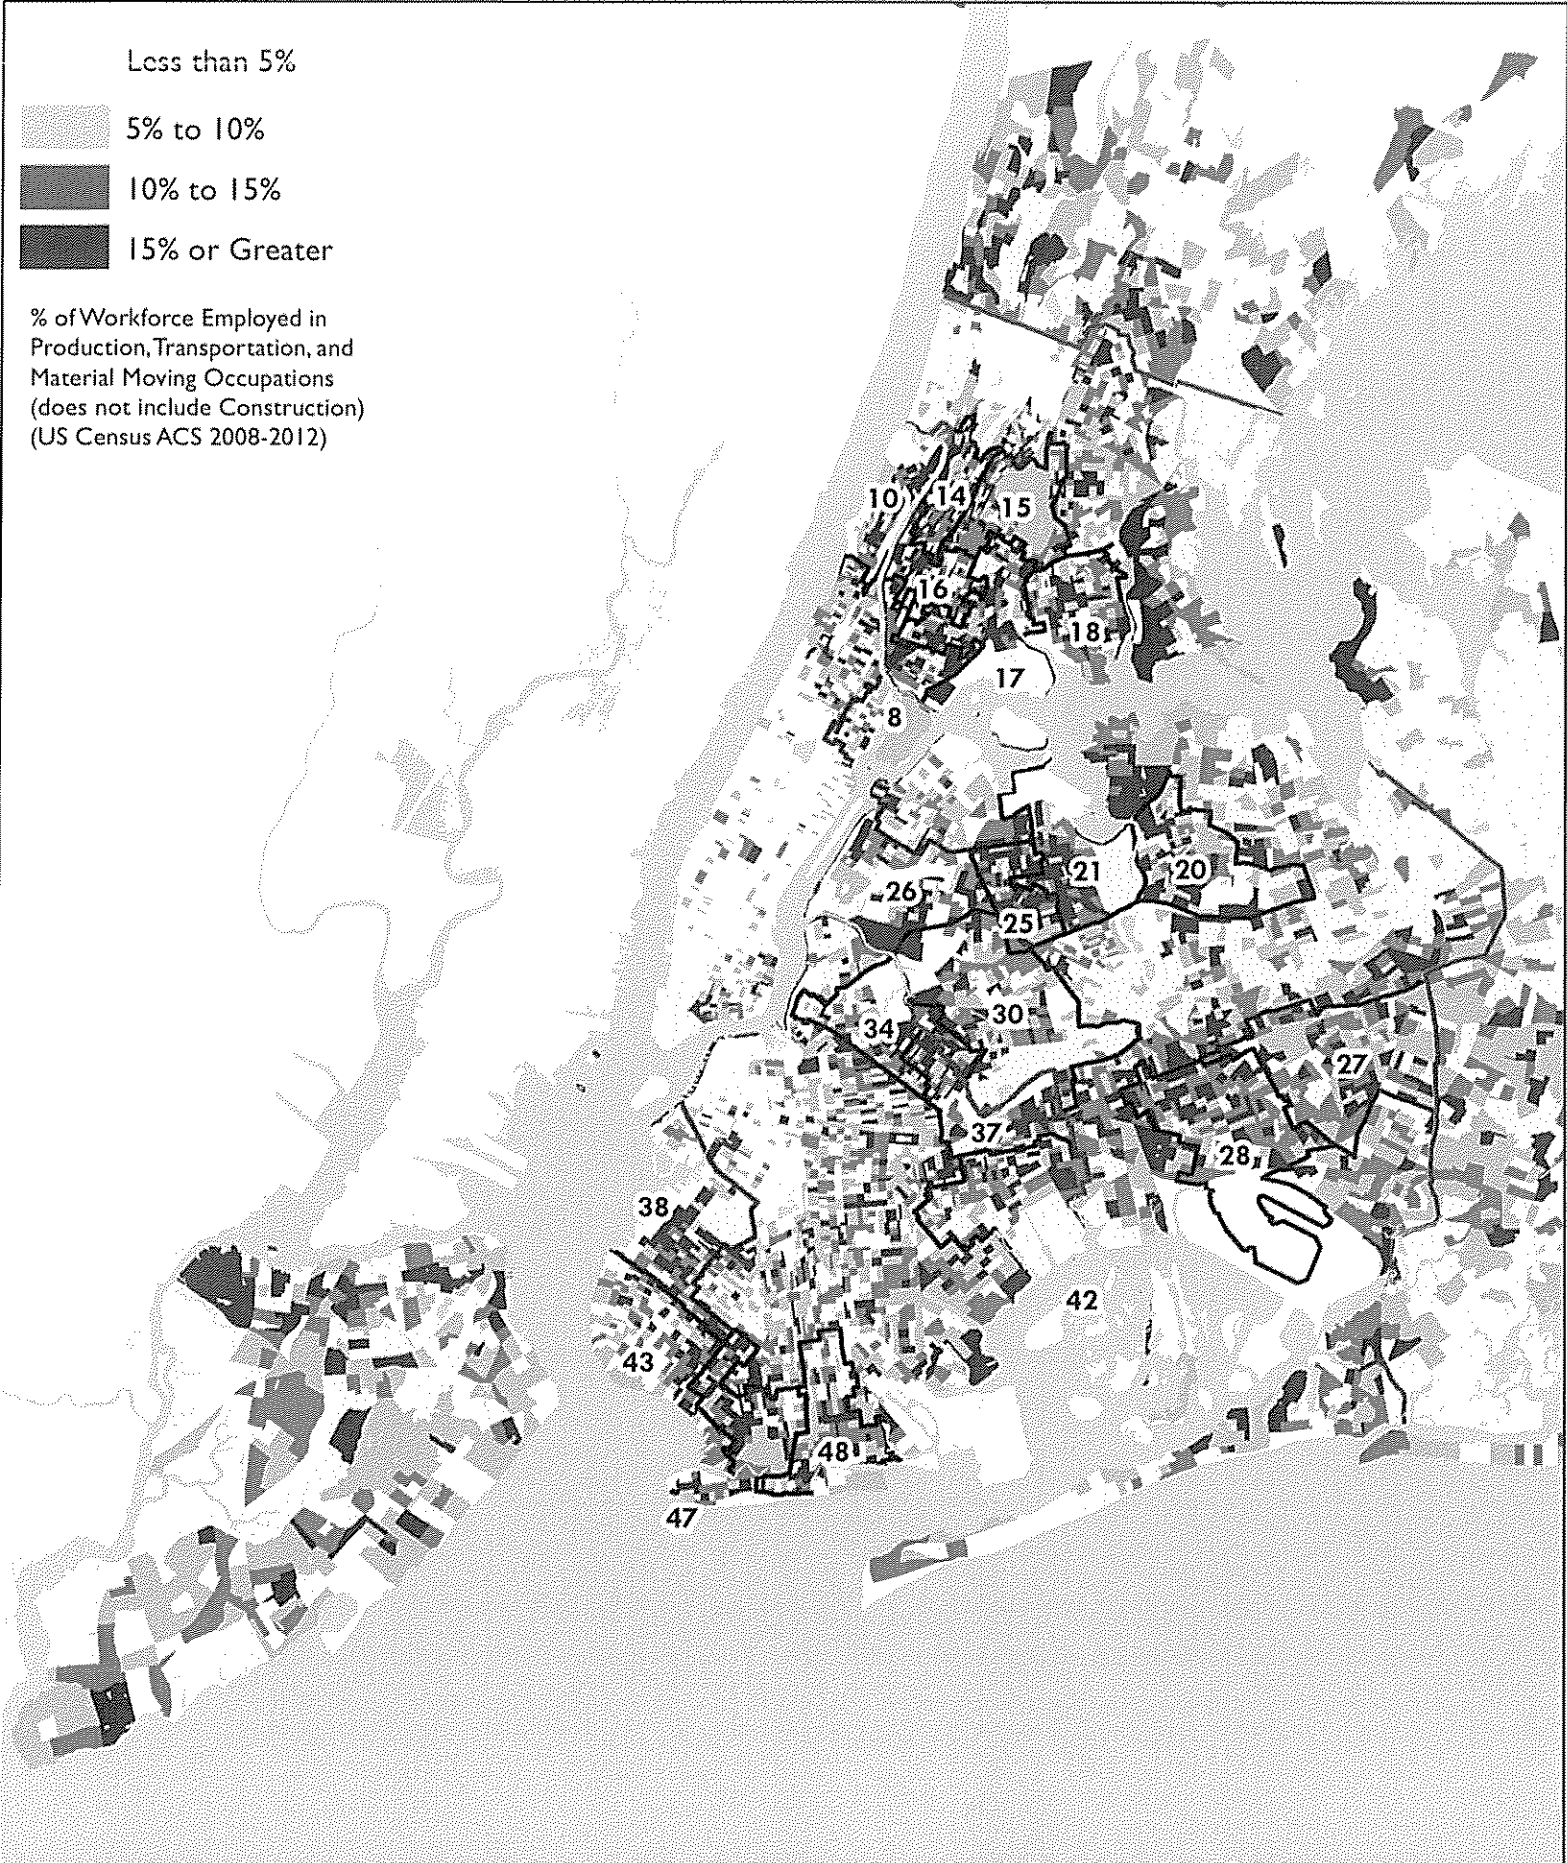 Less than 5%
5% to 10%
10% to 15%
15% or Greater
% of Workforce Employed in
Production, Transportation, and
Material Moving Occupations
(does not include Construction)
(US Census ACS 2008-2012)
10
14
15
16
18
17
8
21
20
26
25
30
34
27
37
28
38
42
43
48
47